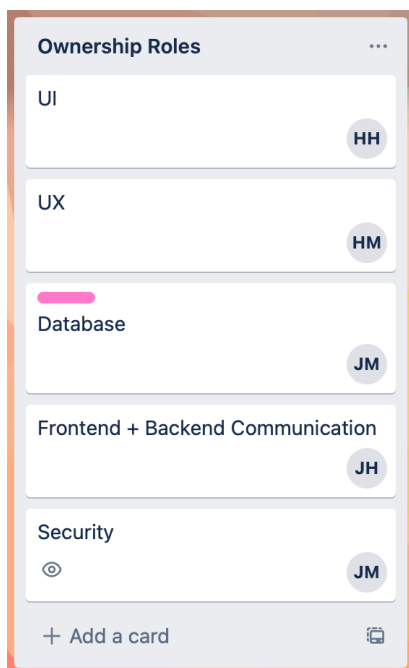 Ownership Roles
UI
HH
UX
HM
Database
JM
Frontend + Backend Communication
JH
Security
JM
+ Add a card